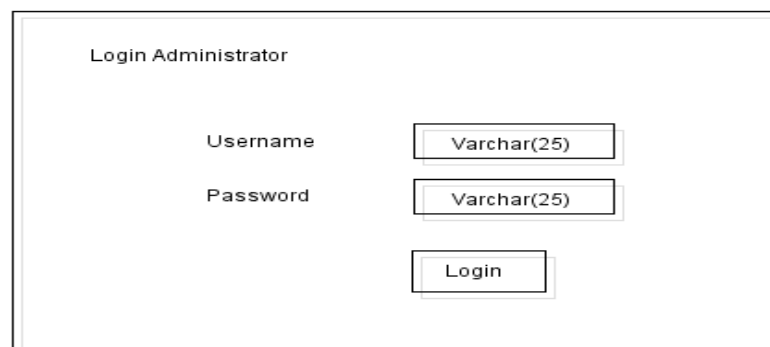 Login Administrator
Username Varchar(25)
Password Varchar(25)
Login